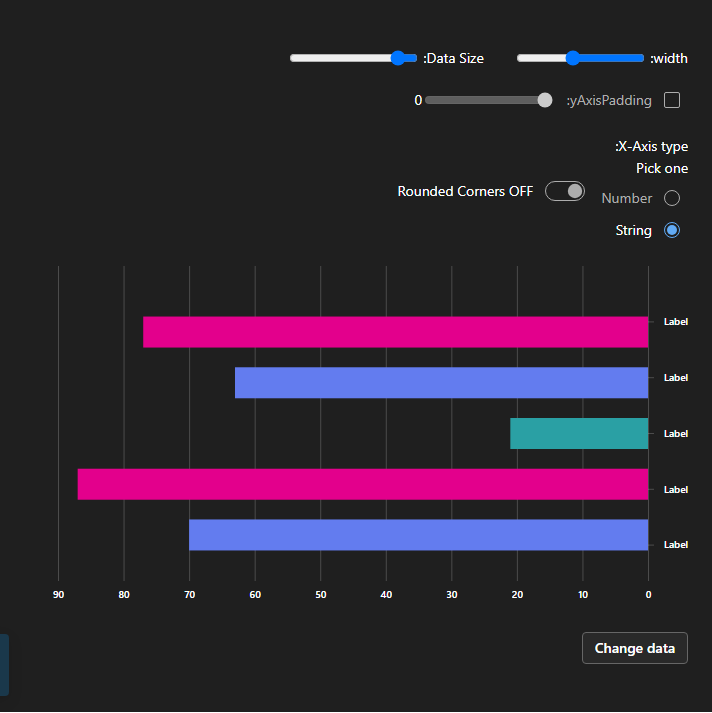 :width
:Data Size
:yAxisPadding
0
:X-Axis type
Pick one
Number
Rounded Corners OFF
String
Label
Label
Label
Label
Label
90 80 70 60 50 40 30 20 10 0
Change data